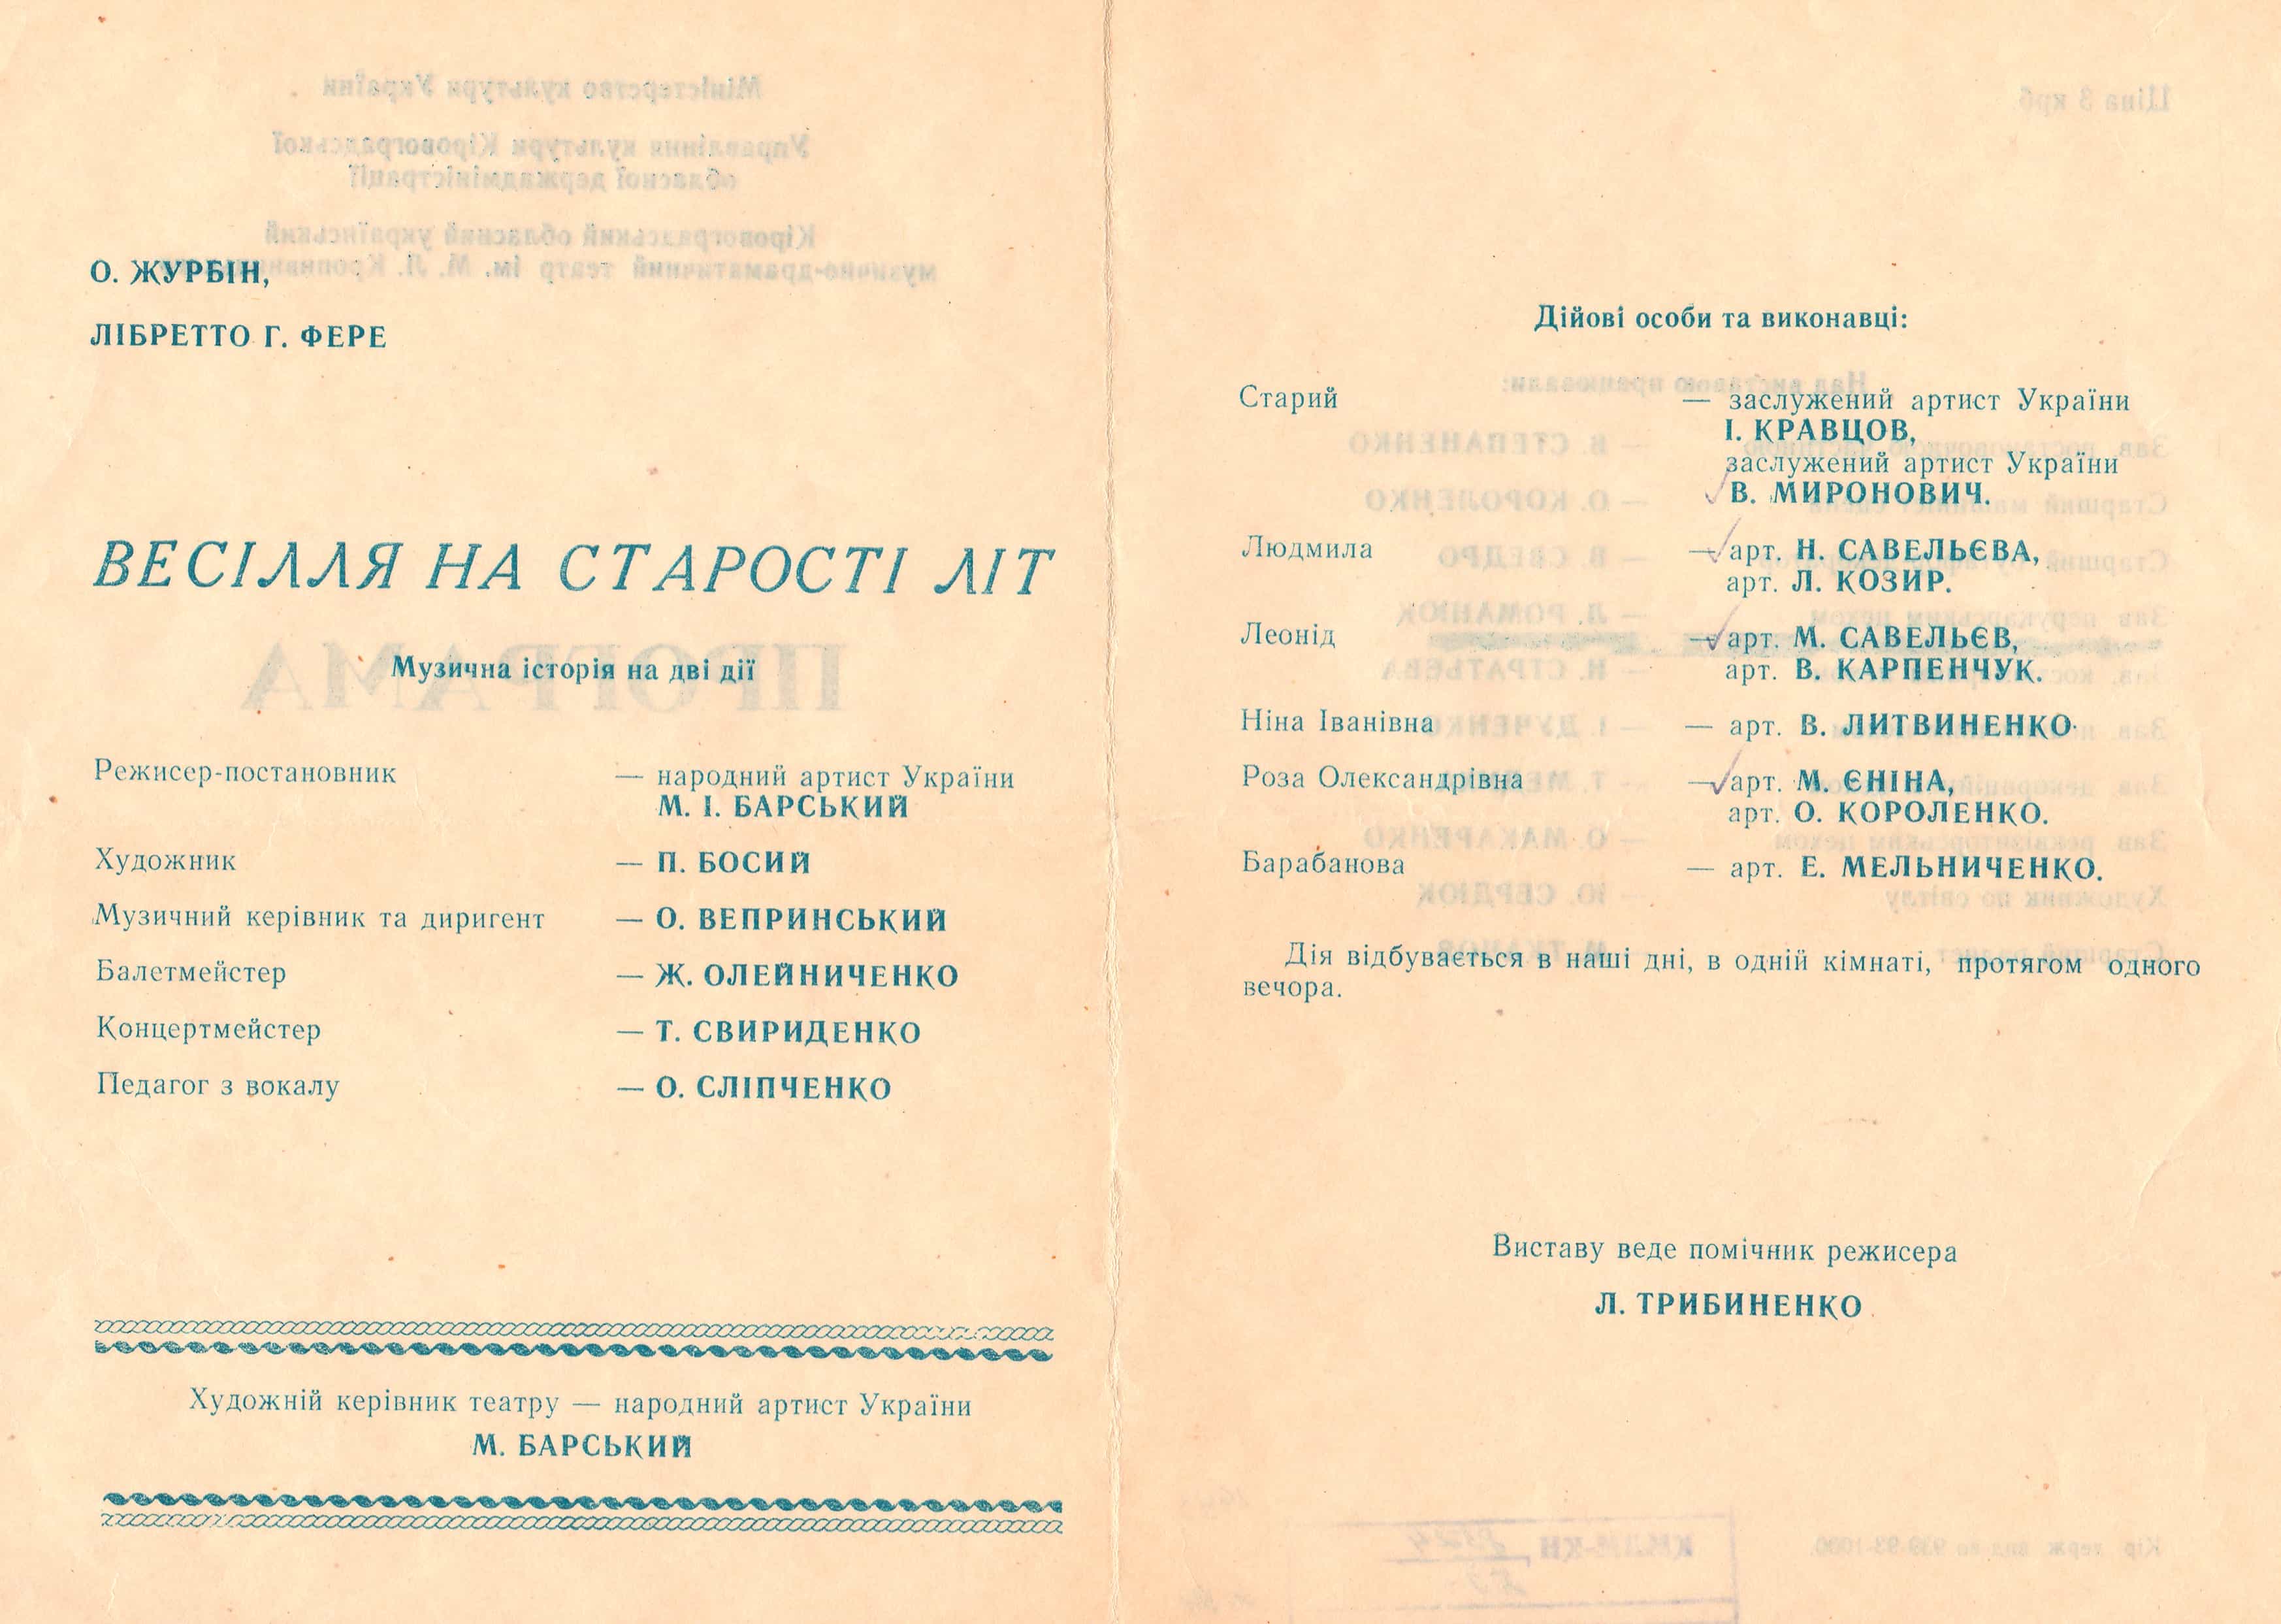 О. ЖУРБІН,
ЛІБРЕТТО Г. ФЕРЕ
ВЕСІЛЛЯ НА СТАРОСТІ ЛІТ
Музична історія на дві дії
Режисер-постановник — народний артист України
М. І. БАРСЬКИЙ
Художник — П. БОСИЙ
Музичний керівник та диригент — О. ВЕПРИНСЬКИЙ
Балетмейстер — Ж. ОЛЕЙНИЧЕНКО
Концертмейстер — Т. СВИРИДЕНКО
Педагог з вокалу — О. СЛІПЧЕНКО
Художній керівник театру — народний артист України
М. БАРСЬКИЙ
Дійові особи та виконавці:
Старий — заслужений артист України
І. КРАВЦОВ,
заслужений артист України
В. МИРОНОВИЧ.
Людмила — арт. Н. САВЕЛЬЄВА,
арт. Л. КОЗИР.
Леонід — арт. М. САВЕЛЬЄВ,
арт. В. КАРПЕНЧУК.
Ніна Іванівна — арт. В. ЛИТВИНЕНКО
Роза Олександрівна — арт. М. ЄНІНА,
арт. О. КОРОЛЕНКО.
Барабанова — арт. Е. МЕЛЬНИЧЕНКО.
Дія відбувається в наші дні, в одній кімнаті, протягом одного
вечора.
Виставу веде помічник режисера
Л. ТРИБИНЕНКО